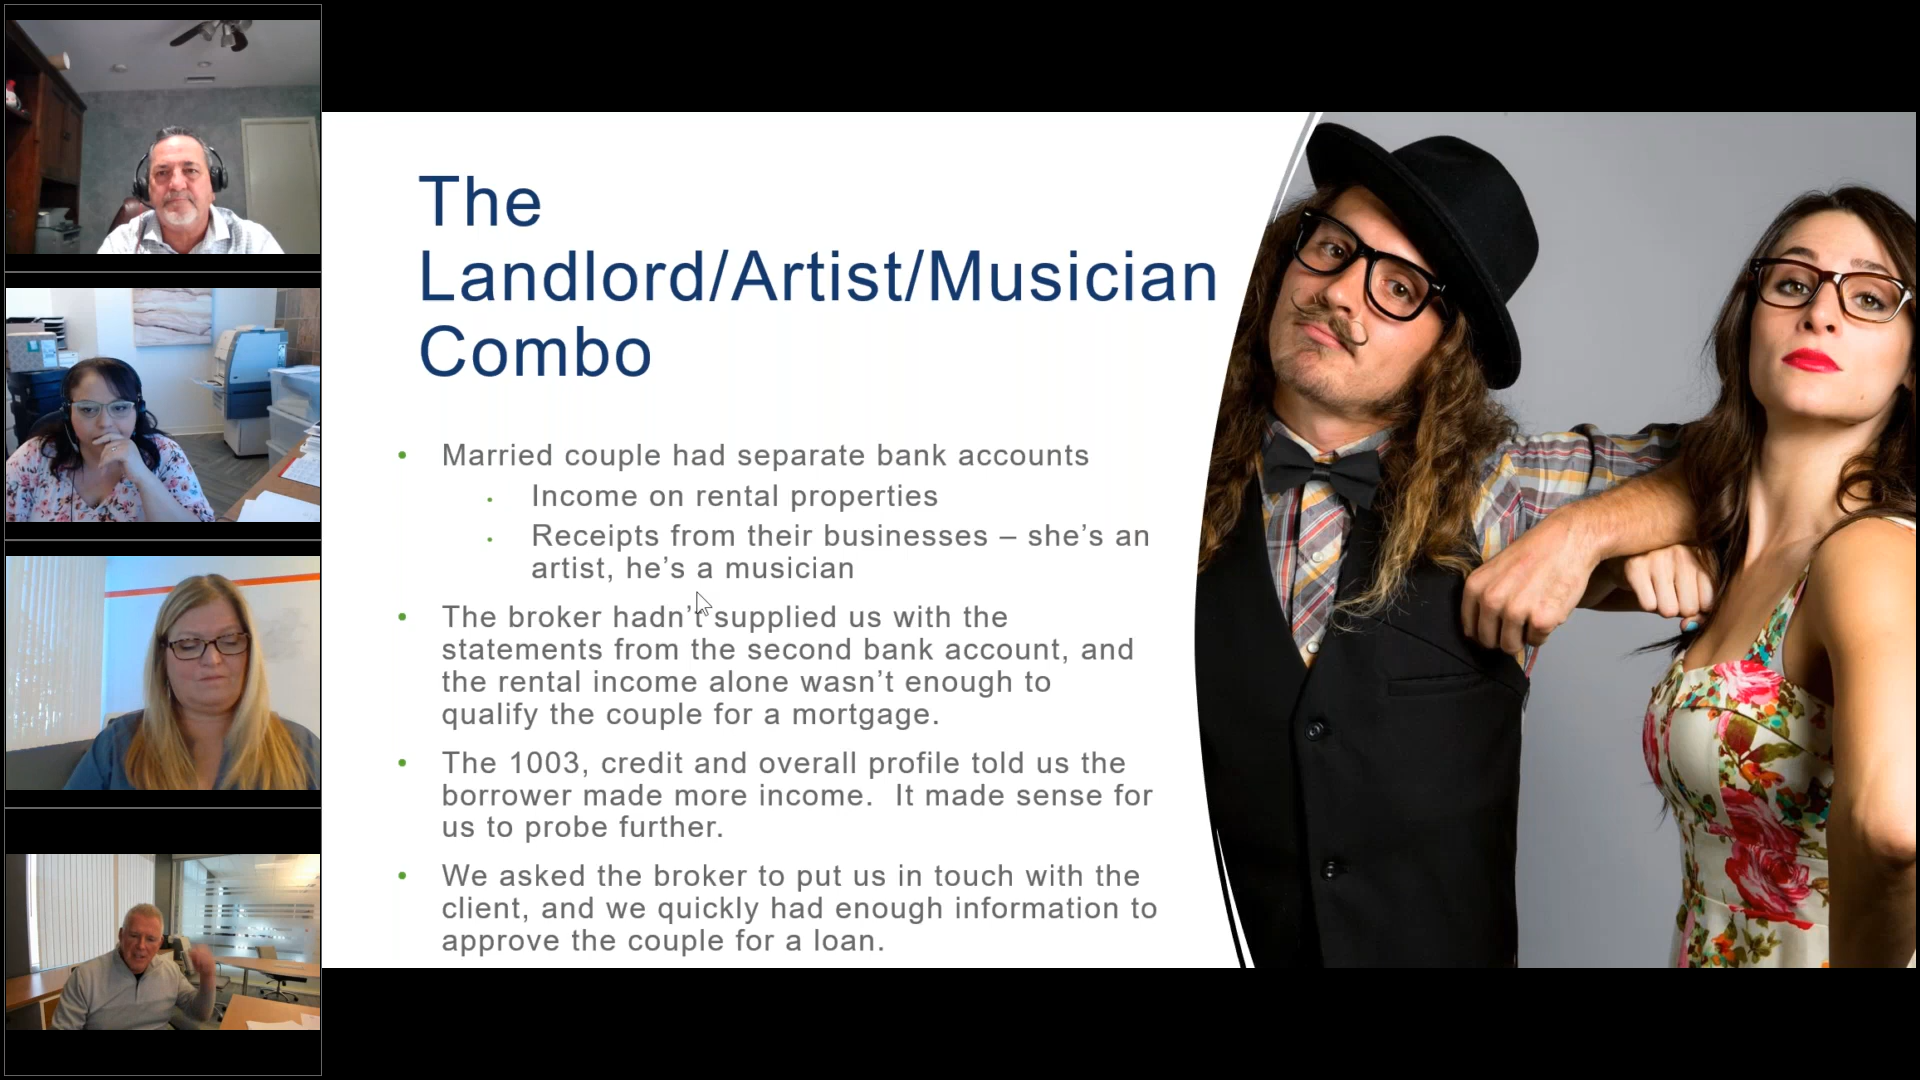 The
Landlord/Artist/Musician
Combo
• Married couple had separate bank accounts
• Income on rental properties
• Receipts from their businesses – she’s an
artist, he’s a musician
• The broker hadn’t supplied us with the
statements from the second bank account, and
the rental income alone wasn’t enough to
qualify the couple for a mortgage.
• The 1003, credit and overall profile told us the
borrower made more income.  It made sense for
us to probe further.
• We asked the broker to put us in touch with the
client, and we quickly had enough information to
approve the couple for a loan.